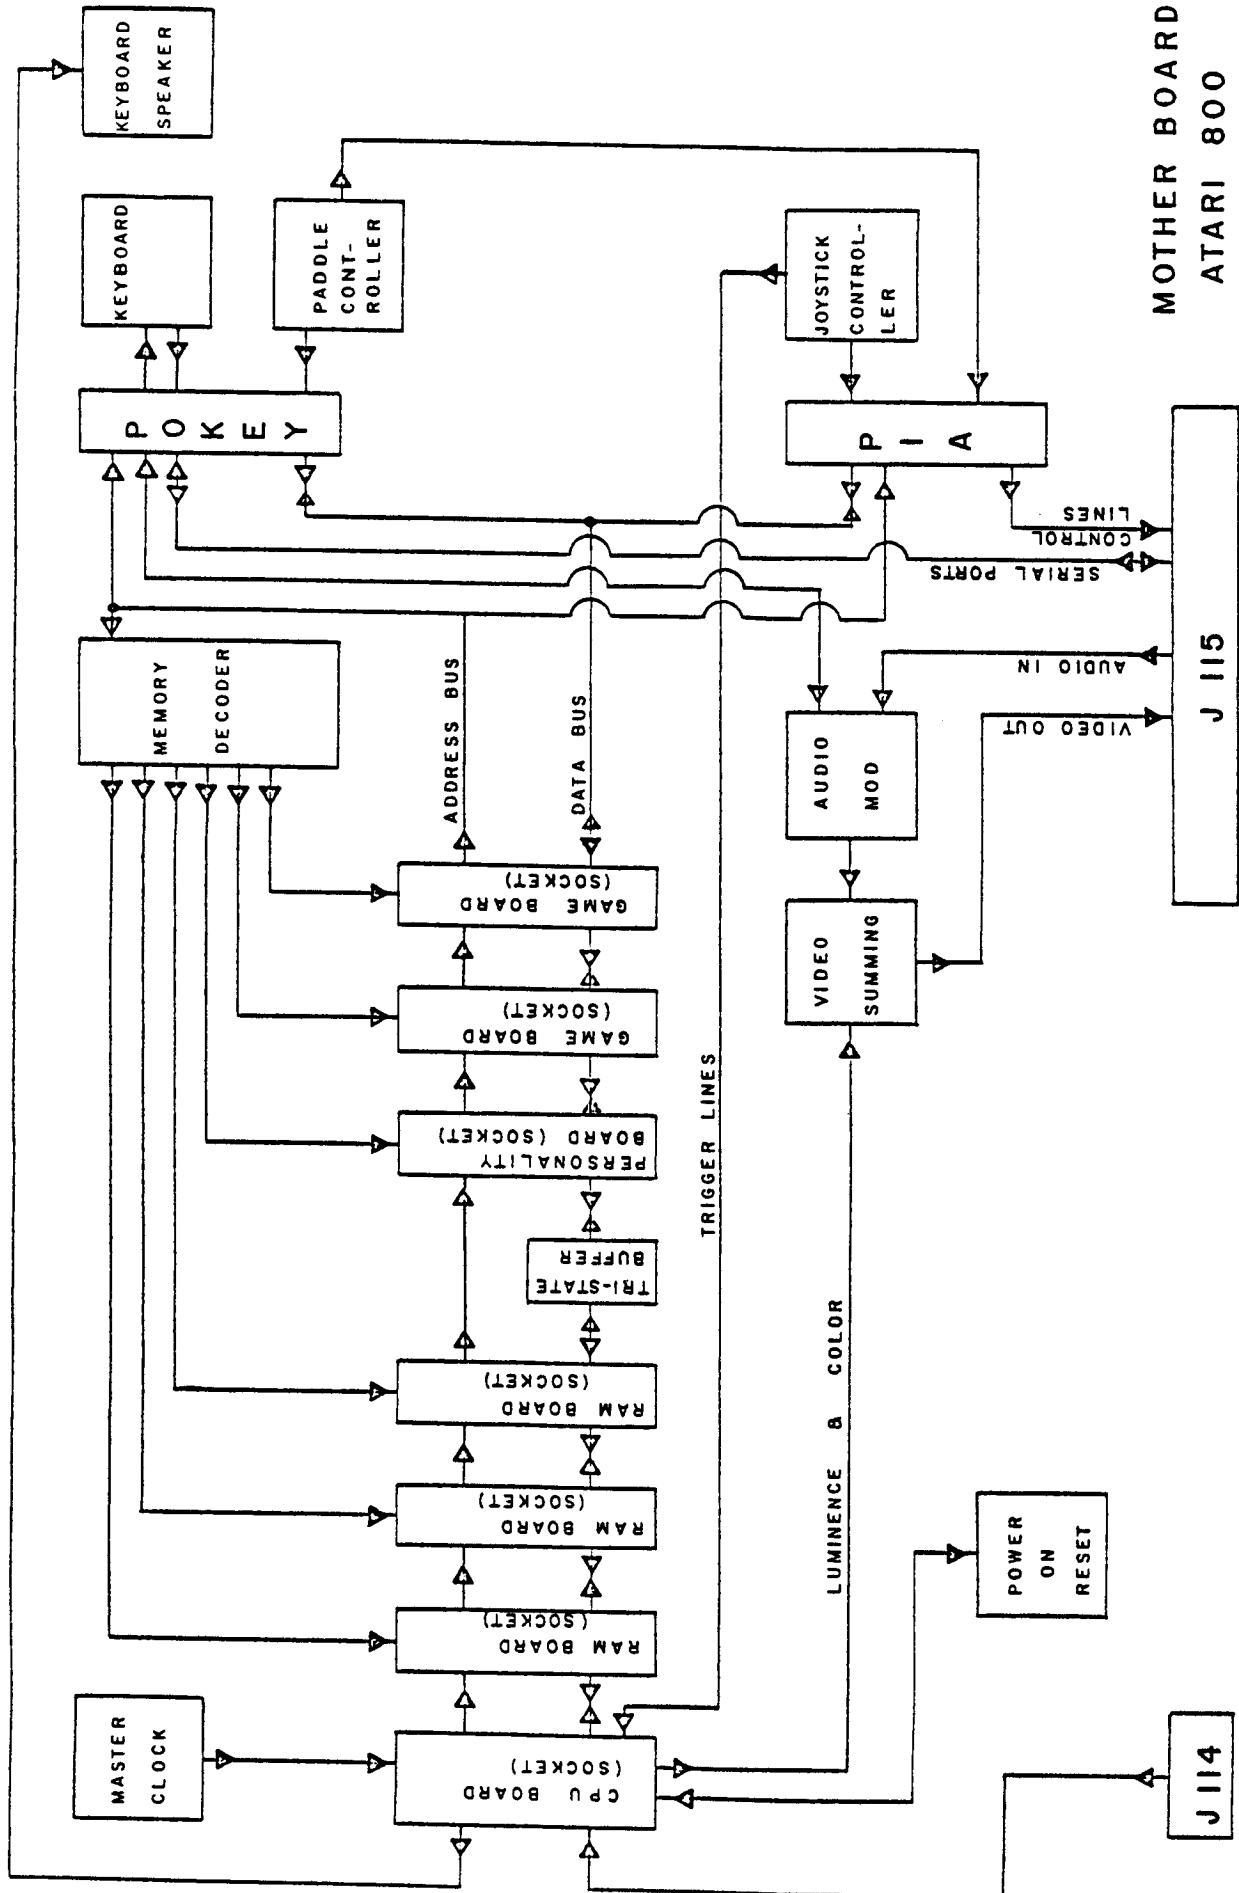 MOTHER BOARD
ATARI 800
KEYBOARD
SPEAKER
KEYBOARD
PADDLE
CONT-
ROLLER
JOYSTICK
CONTROL-
LER
POKEY
PIA
CONTROL
LINES
SERIAL PORTS
AUDIO IN
VIDEO OUT
J 115
MEMORY
DECODER
ADDRESS BUS
DATA BUS
AUDIO
MOD
VIDEO
SUMMING
GAME BOARD
(SOCKET)
GAME BOARD
(SOCKET)
PERSONALITY
BOARD (SOCKET)
TRI-STATE
BUFFER
TRIGGER LINES
RAM BOARD
(SOCKET)
RAM BOARD
(SOCKET)
RAM BOARD
(SOCKET)
LUMINENCE & COLOR
POWER
ON
RESET
MASTER
CLOCK
CPU BOARD
(SOCKET)
J 114